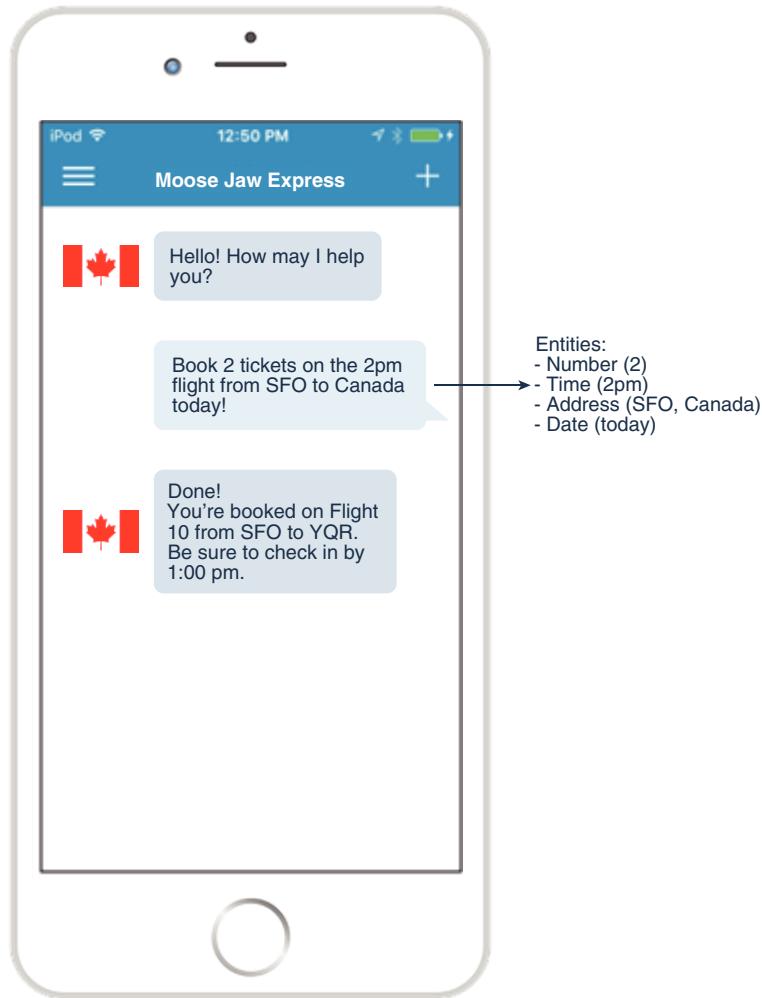 iPod
12:50 PM
Moose Jaw Express
Hello! How may I help
you?
Book 2 tickets on the 2pm
flight from SFO to Canada
today!
Entities:
- Number (2)
- Time (2pm)
- Address (SFO, Canada)
- Date (today)
Done!
You’re booked on Flight
10 from SFO to YQR.
Be sure to check in by
1:00 pm.